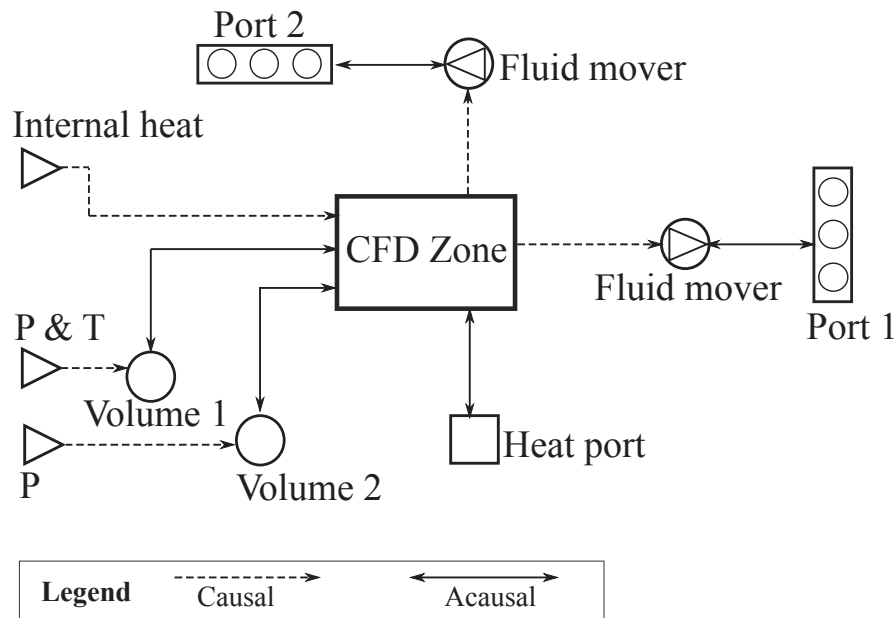 Port 2
Fluid mover
Internal heat
CFD Zone
Fluid mover
Port 1
P & T
Volume 1
P
Volume 2
Heat port
Legend
Causal
Acausal